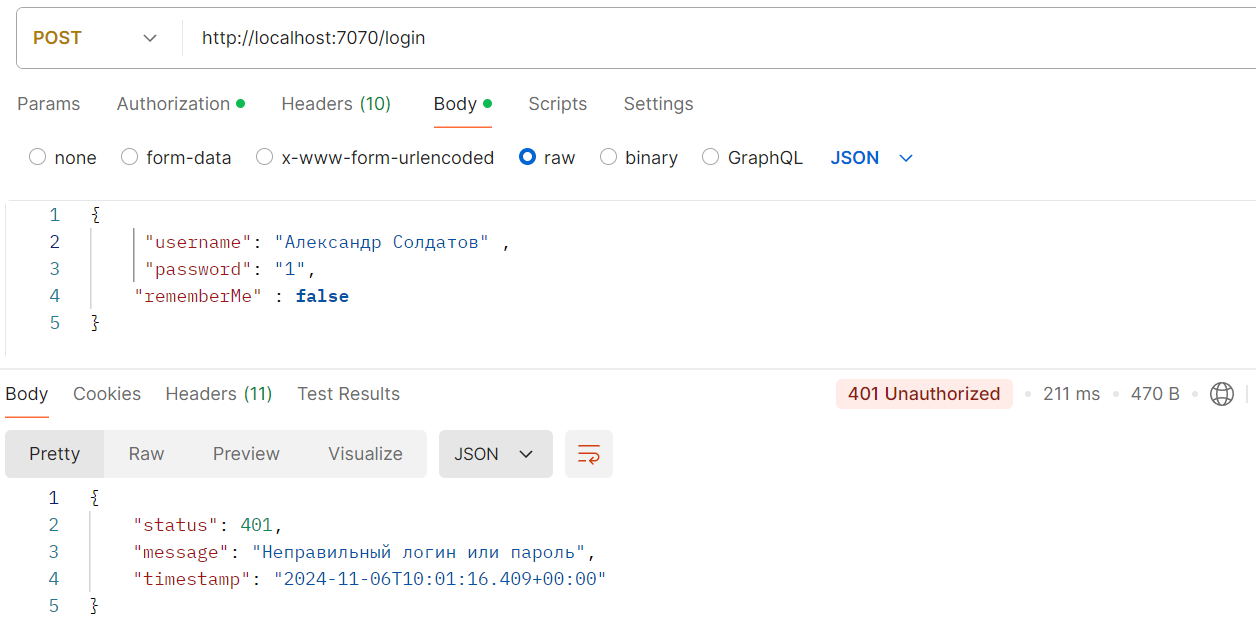 POST http://localhost:7070/login
Params Authorization Headers (10) Body Scripts Settings
none form-data x-www-form-urlencoded raw binary GraphQL JSON
1 {
2 "username": "Александр Солдатов" ,
3 "password": "1",
4 "rememberMe" : false
5 }
Body Cookies Headers (11) Test Results 401 Unauthorized 211 ms 470 B
Pretty Raw Preview Visualize JSON
1 {
2 "status": 401,
3 "message": "Неправильный логин или пароль",
4 "timestamp": "2024-11-06T10:01:16.409+00:00"
5 }